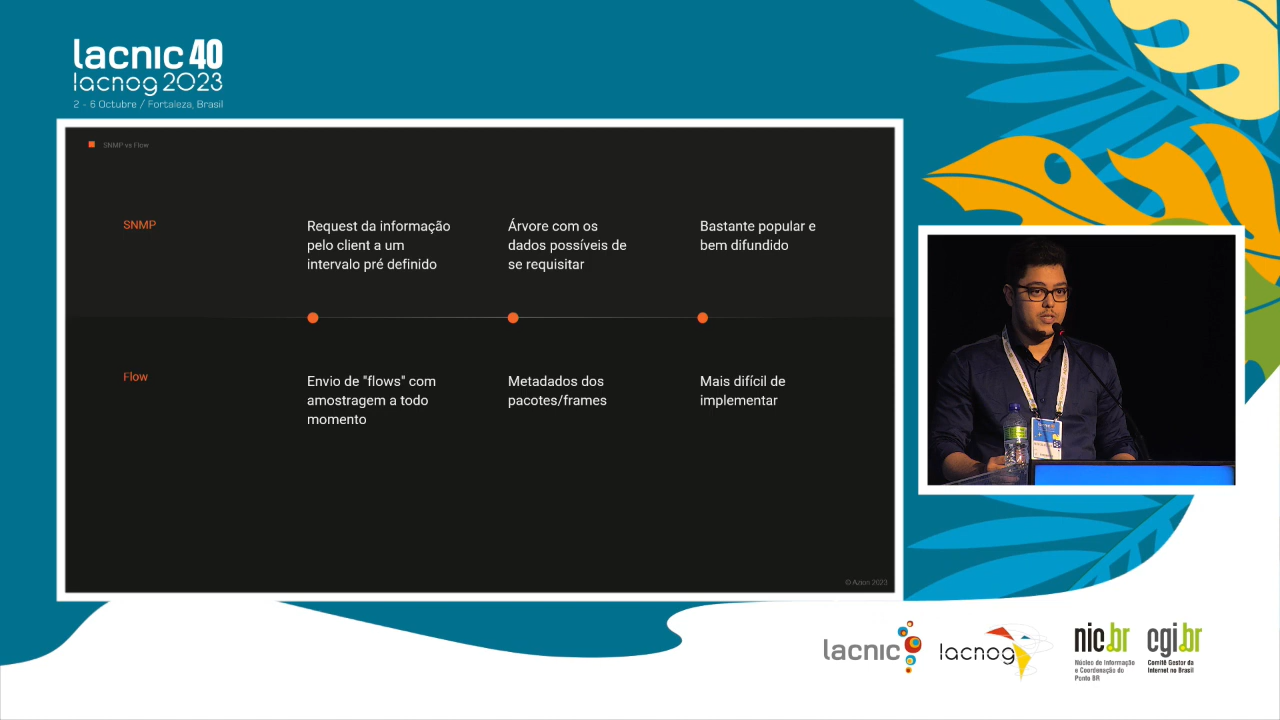 lacnic 40
lacnog 2023
2 - 6 Octubre / Fortaleza, Brasil
SNMP vs Flow
SNMP
Request da informação
pelo client a um
intervalo pré definido
Árvore com os
dados possíveis de
se requisitar
Bastante popular e
bem difundido
Flow
Envio de "flows" com
amostragem a todo
momento
Metadados dos
pacotes/frames
Mais difícil de
implementar
© Azion 2023
lacnic
lacnog
nic.br
Núcleo de Informação
e Coordenação do
Ponto BR
cgi.br
Comitê Gestor da
Internet no Brasil